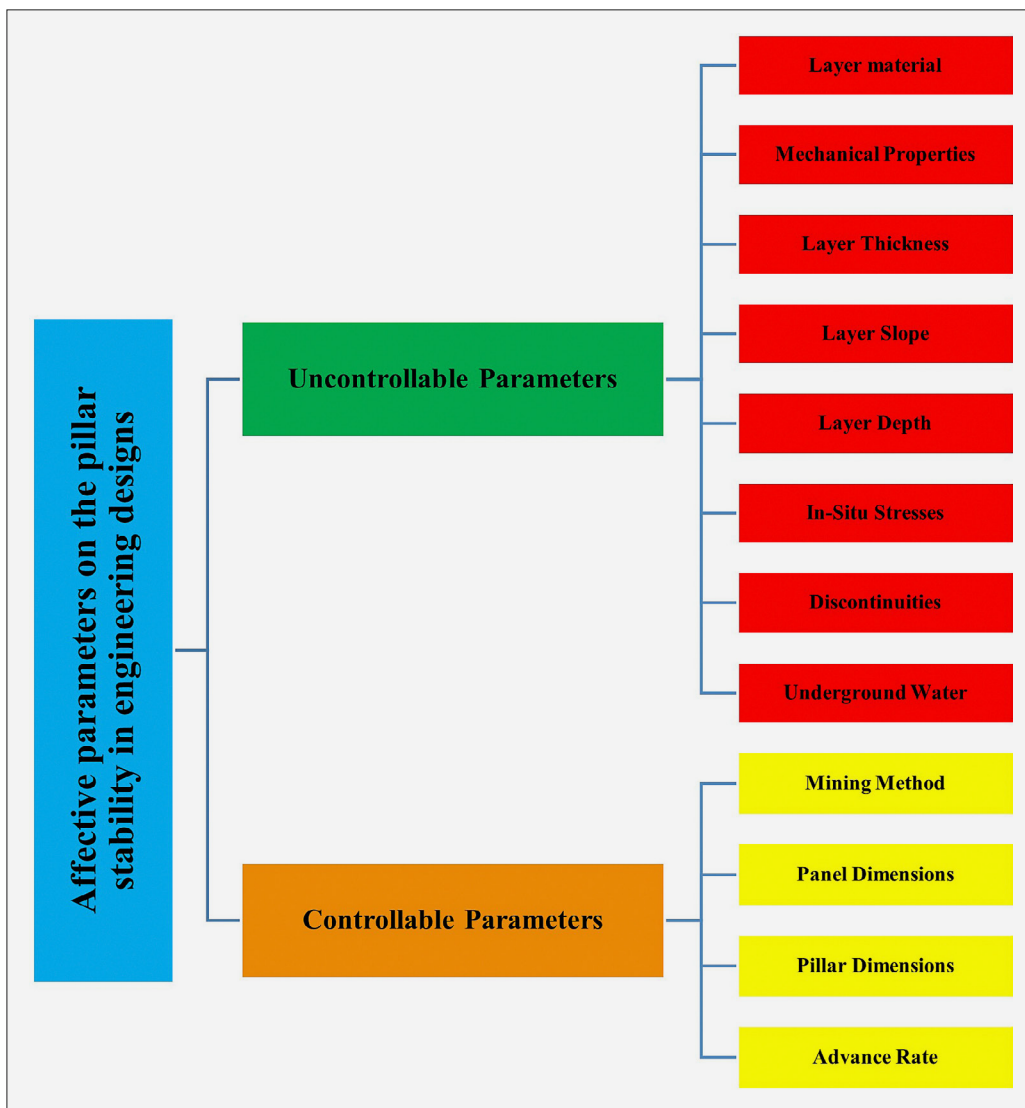 Affective parameters on the pillar
stability in engineering designs
Uncontrollable Parameters
Layer material
Mechanical Properties
Layer Thickness
Layer Slope
Layer Depth
In-Situ Stresses
Discontinuities
Underground Water
Controllable Parameters
Mining Method
Panel Dimensions
Pillar Dimensions
Advance Rate